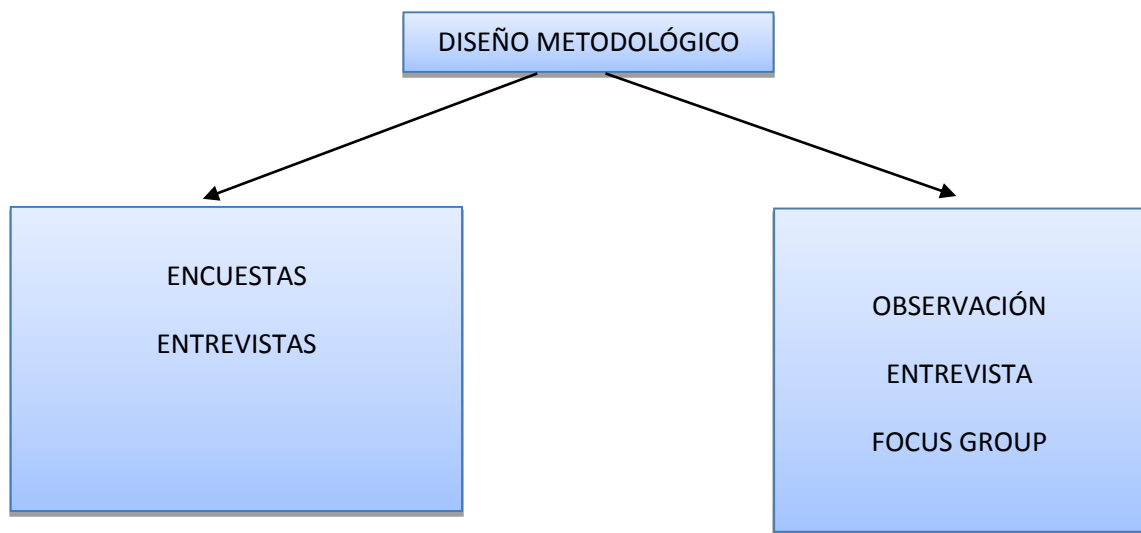 DISEÑO METODOLÓGICO
ENCUESTAS
ENTREVISTAS
OBSERVACIÓN
ENTREVISTA
FOCUS GROUP